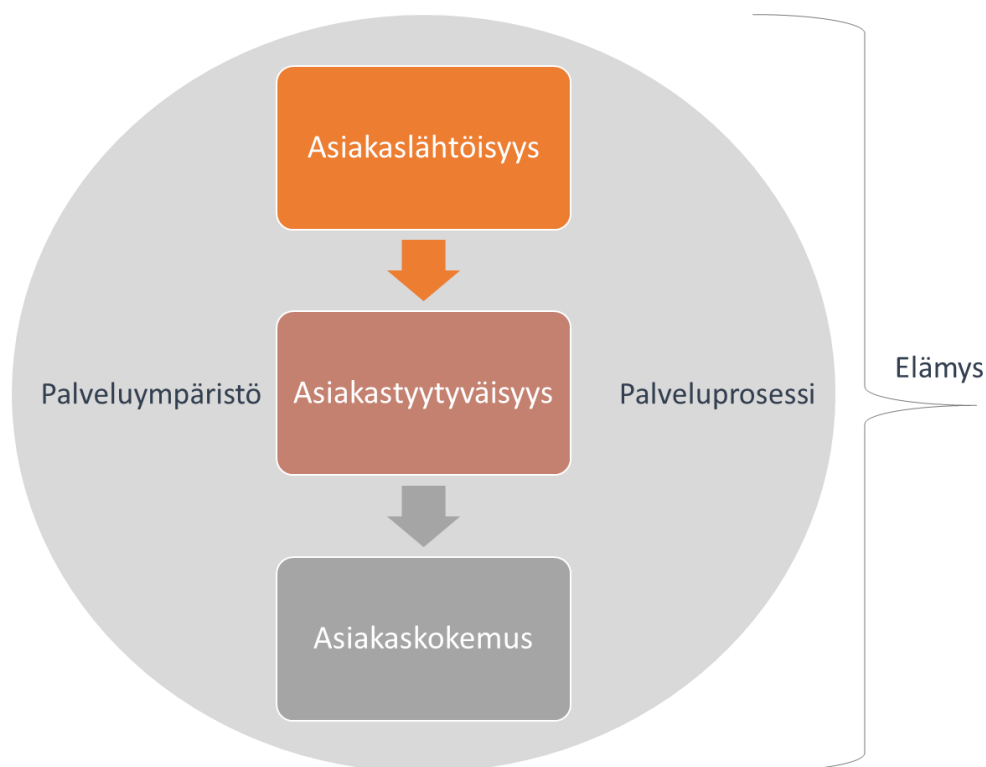 Asiakaslähtöisyys
Palveluympäristö
Asiakastyytyväisyys
Palveluprosessi
Elämys
Asiakaskokemus